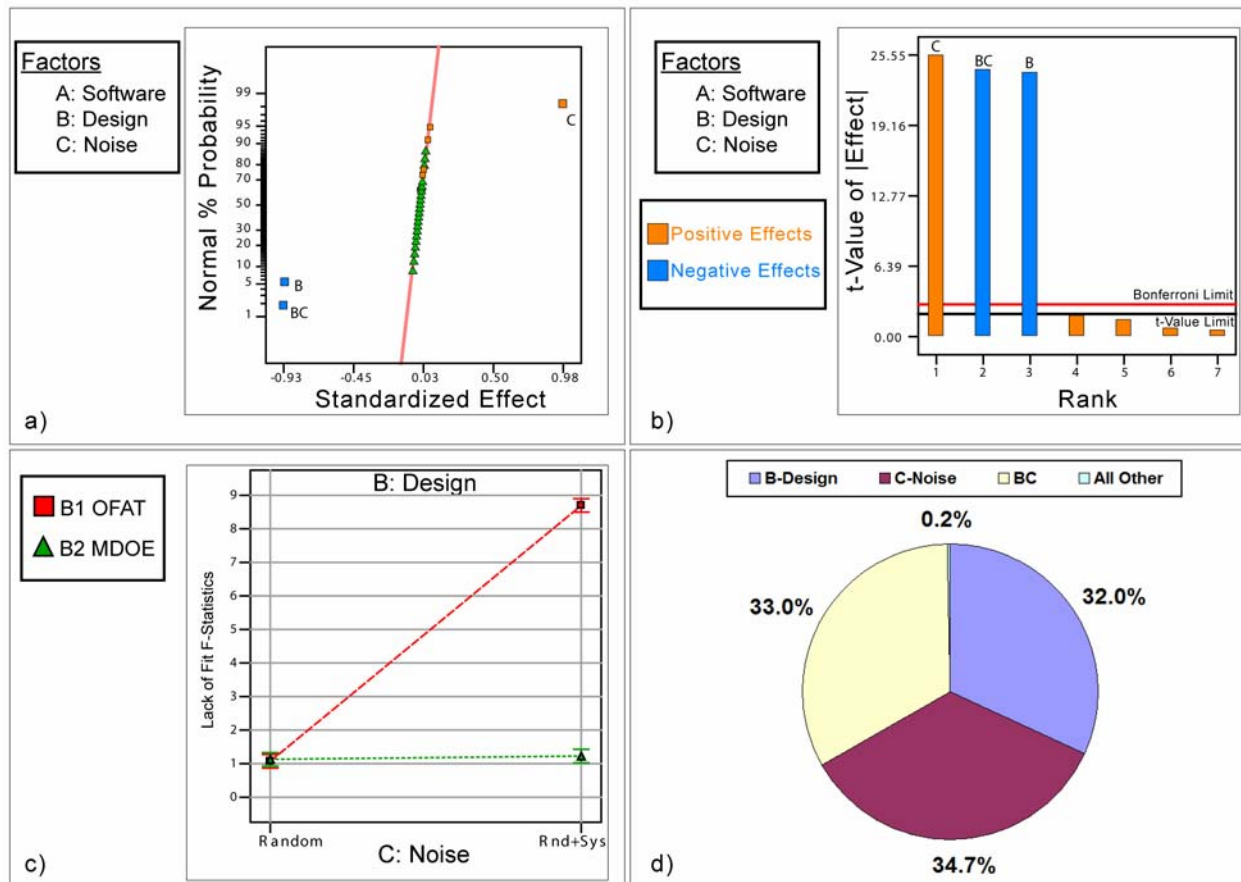 Factors
A: Software
B: Design
C: Noise
Normal % Probability
99
95
90
80
70
50
30
20
10
5
1
C
B
BC
-0.93
-0.45
0.03
0.50
0.98
Standardized Effect
a)
Factors
A: Software
B: Design
C: Noise
Positive Effects
Negative Effects
t-Value of |Effect|
25.55
19.16
12.77
6.39
0.00
C
BC
B
Bonferroni Limit
t-Value Limit
1 2 3 4 5 6 7
Rank
b)
B1 OFAT
B2 MDOE
B: Design
Lack of Fit F-Statistics
9
8
7
6
5
4
3
2
1
0
Random
Rnd+Sys
C: Noise
c)
B-Design C-Noise BC All Other
0.2%
33.0%
32.0%
34.7%
d)